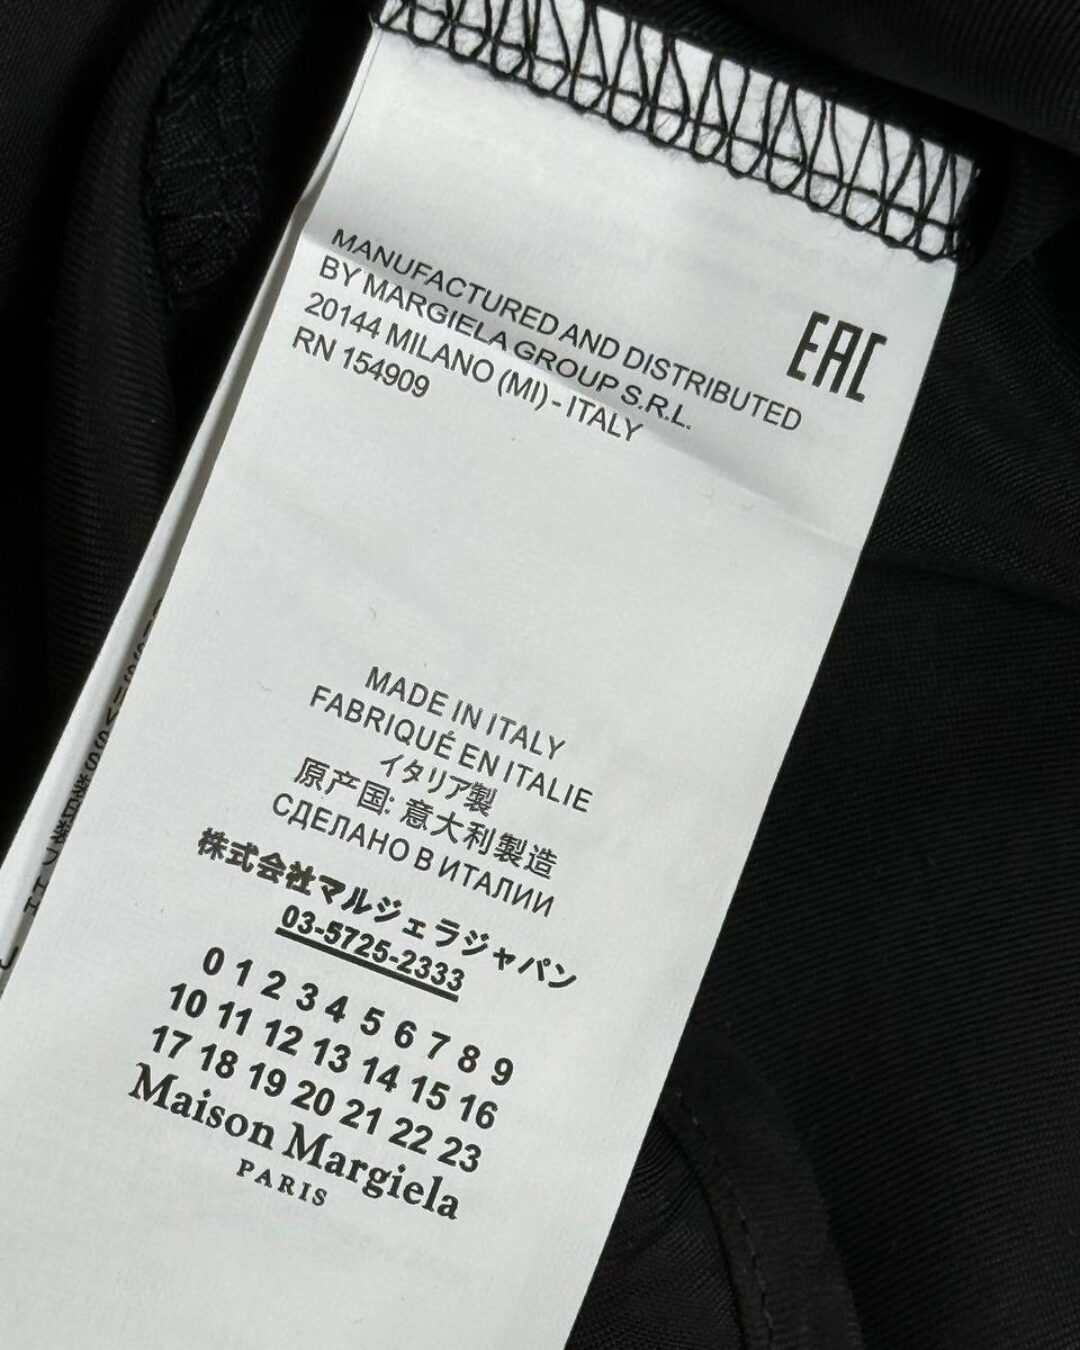 MANUFACTURED AND DISTRIBUTED
BY MARGIELA GROUP S.R.L.
20144 MILANO (MI) - ITALY
RN 154909
EAC
MADE IN ITALY
FABRIQUÉ EN ITALIE
イタリア製
原产国: 意大利製造
СДЕЛАНО В ИТАЛИИ
株式会社マルジェラジャパン
03-5725-2333
0 1 2 3 4 5 6 7 8 9
10 11 12 13 14 15 16
17 18 19 20 21 22 23
Maison Margiela
PARIS